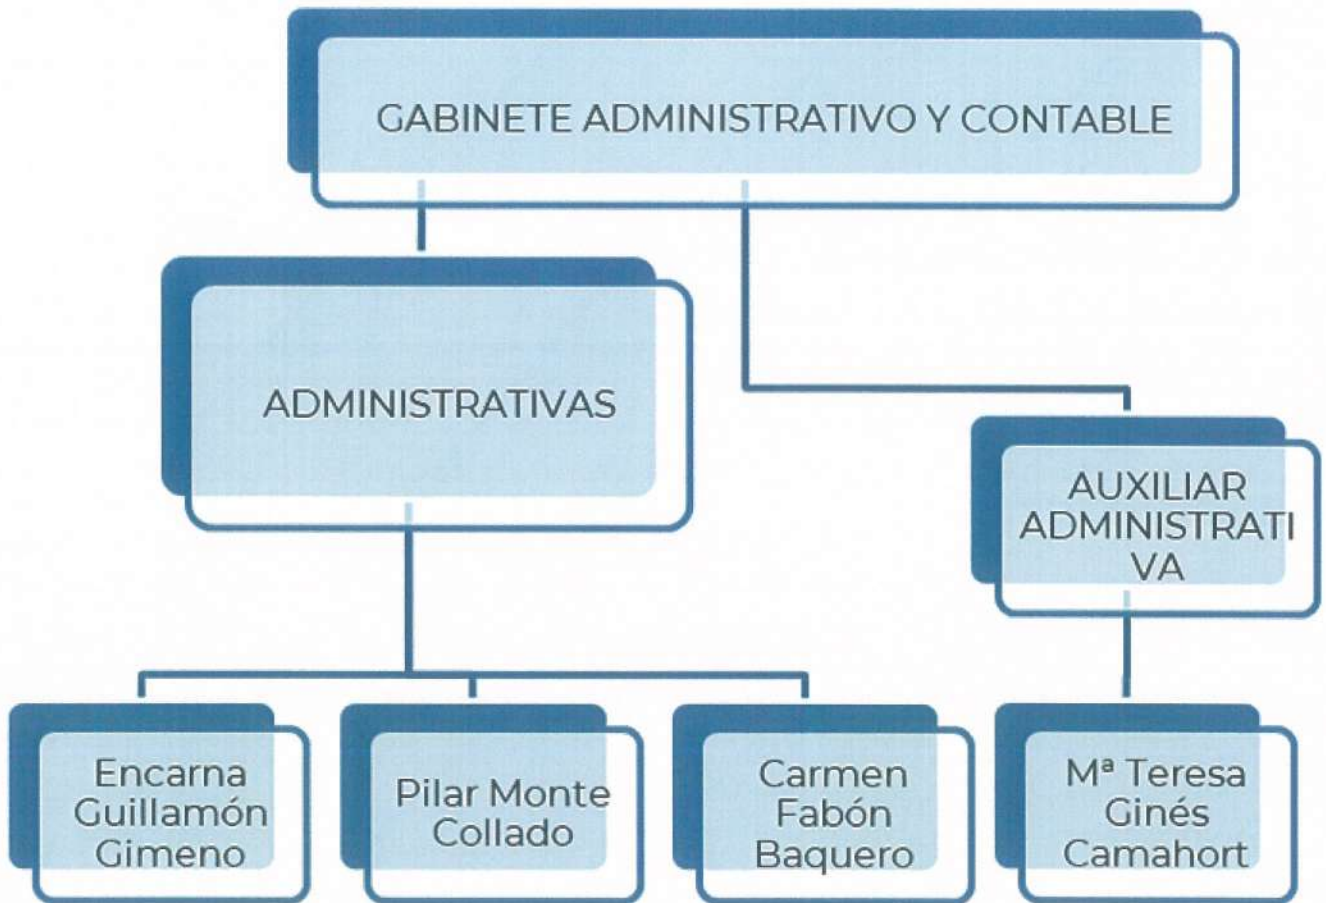 GABINETE ADMINISTRATIVO Y CONTABLE
ADMINISTRATIVAS
AUXILIAR
ADMINISTRATI
VA
Encarna
Guillamón
Gimeno
Pilar Monte
Collado
Carmen
Fabón
Baquero
Mª Teresa
Ginés
Camahort